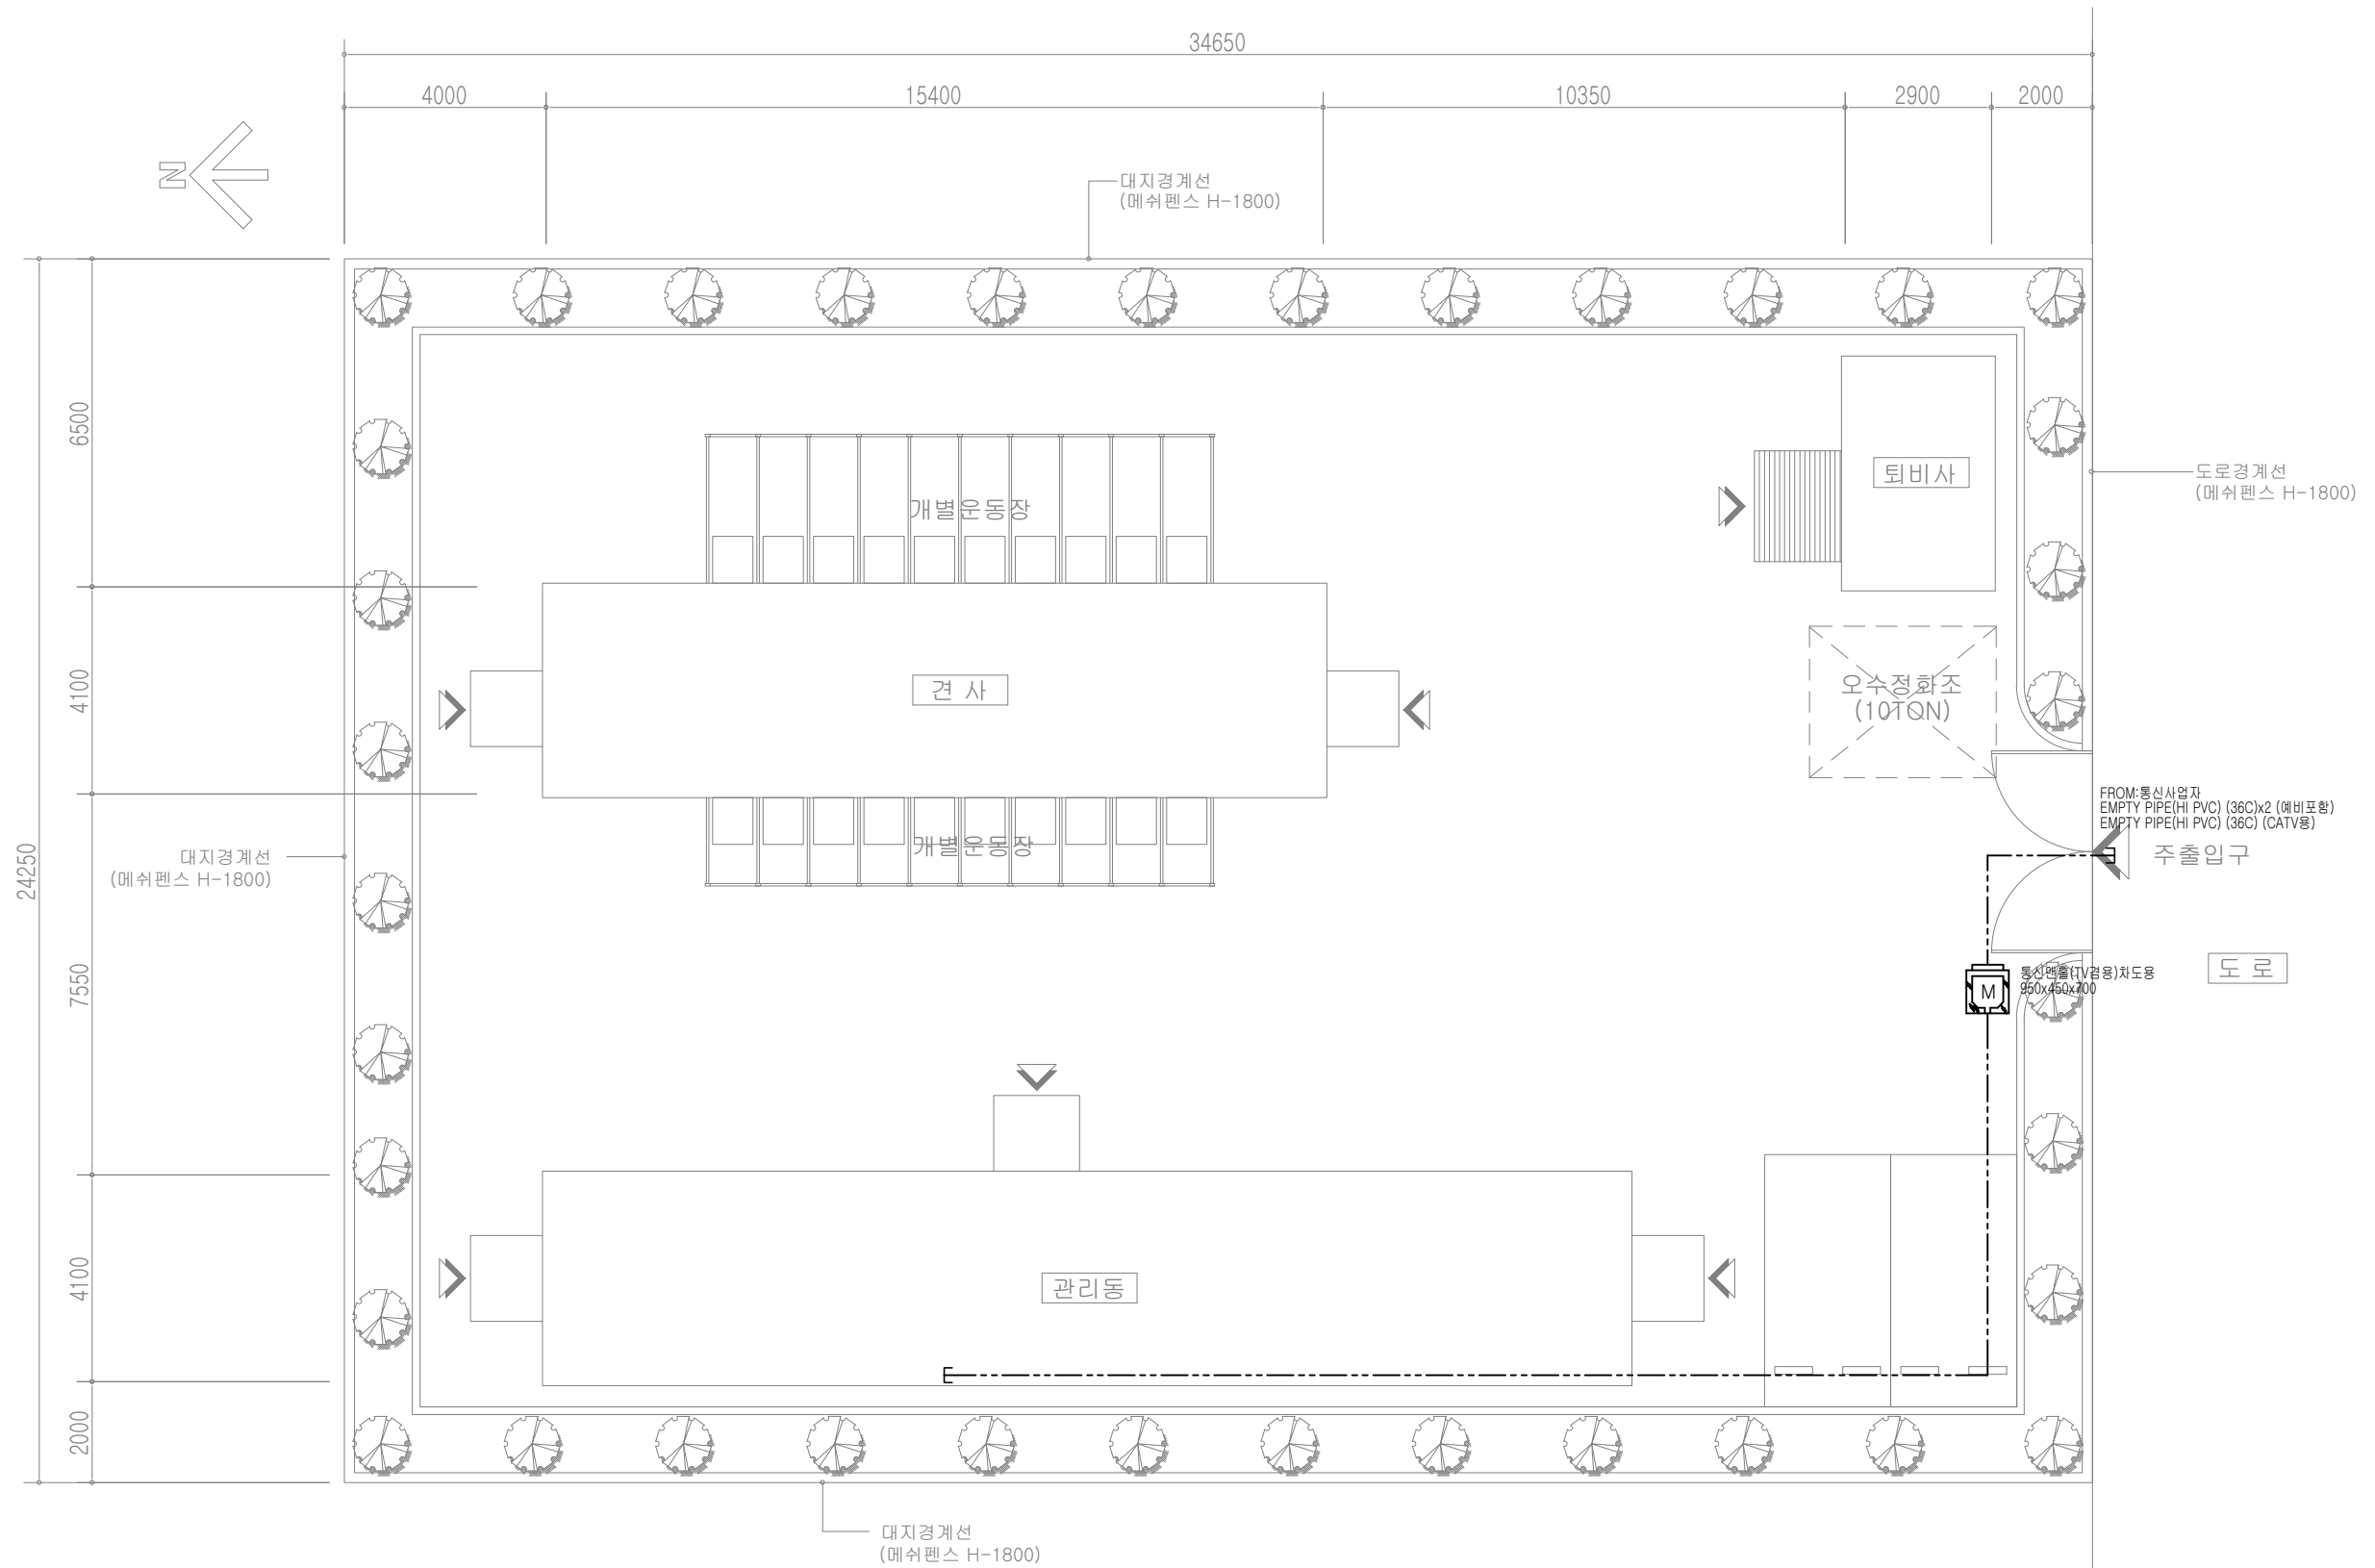 34650
4000
15400
10350
2900
2000
N
대지경계선
(메쉬펜스 H-1800)
6500
개별운동장
퇴비사
도로경계선
(메쉬펜스 H-1800)
4100
견 사
오수정화조
(10TON)
FROM:통신사업자
EMPTY PIPE(HI PVC) (36C)x2 (예비포함)
EMPTY PIPE(HI PVC) (36C) (CATV용)
개별운동장
주출입구
24250
대지경계선
(메쉬펜스 H-1800)
7550
통신맨홀(TV겸용)차도용
950x450x700
M
도 로
4100
관리동
2000
대지경계선
(메쉬펜스 H-1800)